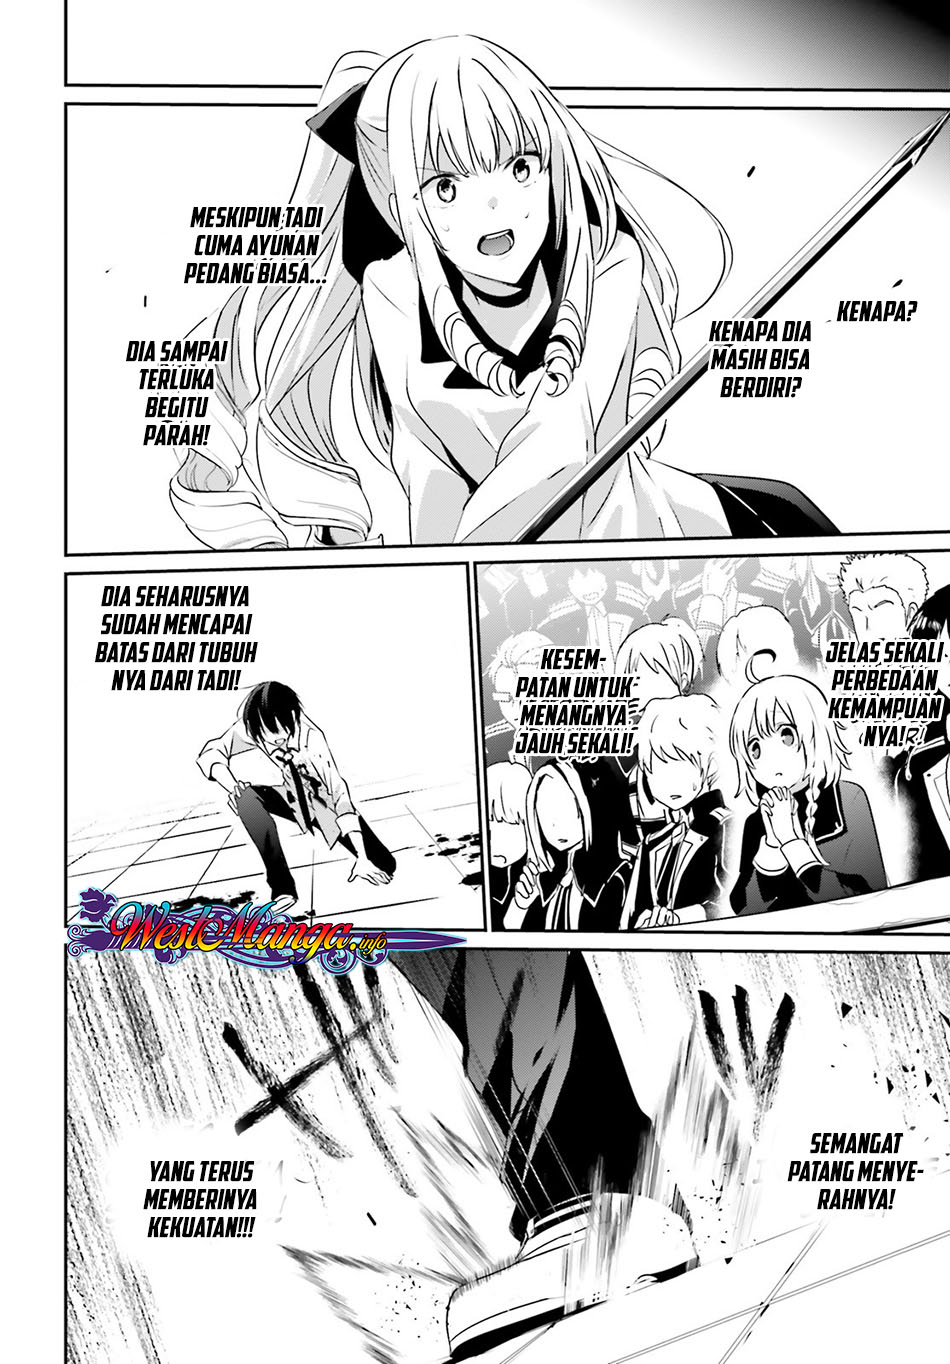 KENAPA?
KENAPA DIA
MASIH BISA
BERDIRI?
MESKIPUN TADI
CUMA AYUNAN
PEDANG BIASA...
DIA SAMPAI
TERLUKA
BEGITU
PARAH!
JELAS SEKALI
PERBEDAAN
KEMAMPUAN
NYA!
KESEM-
PATAN UNTUK
MENANGNYA
JAUH SEKALI!
DIA SEHARUSNYA
SUDAH MENCAPAI
BATAS DARI TUBUH
NYA DARI TADI!
WestManga.info
SEMANGAT
PATANG MENYE-
RAHNYA!
YANG TERUS
MEMBERINYA
KEKUATAN!!!